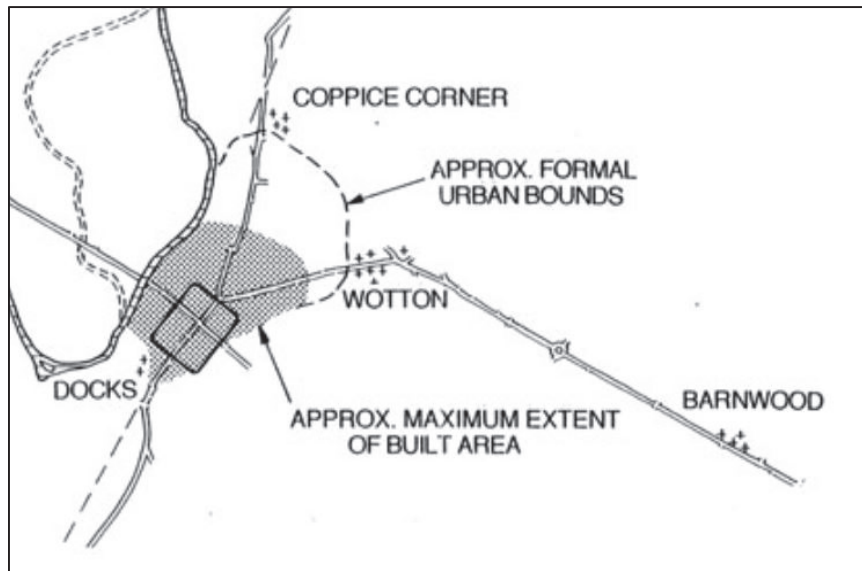 COPPICE CORNER
APPROX. FORMAL
URBAN BOUNDS
WOTTON
DOCKS
BARNWOOD
APPROX. MAXIMUM EXTENT
OF BUILT AREA